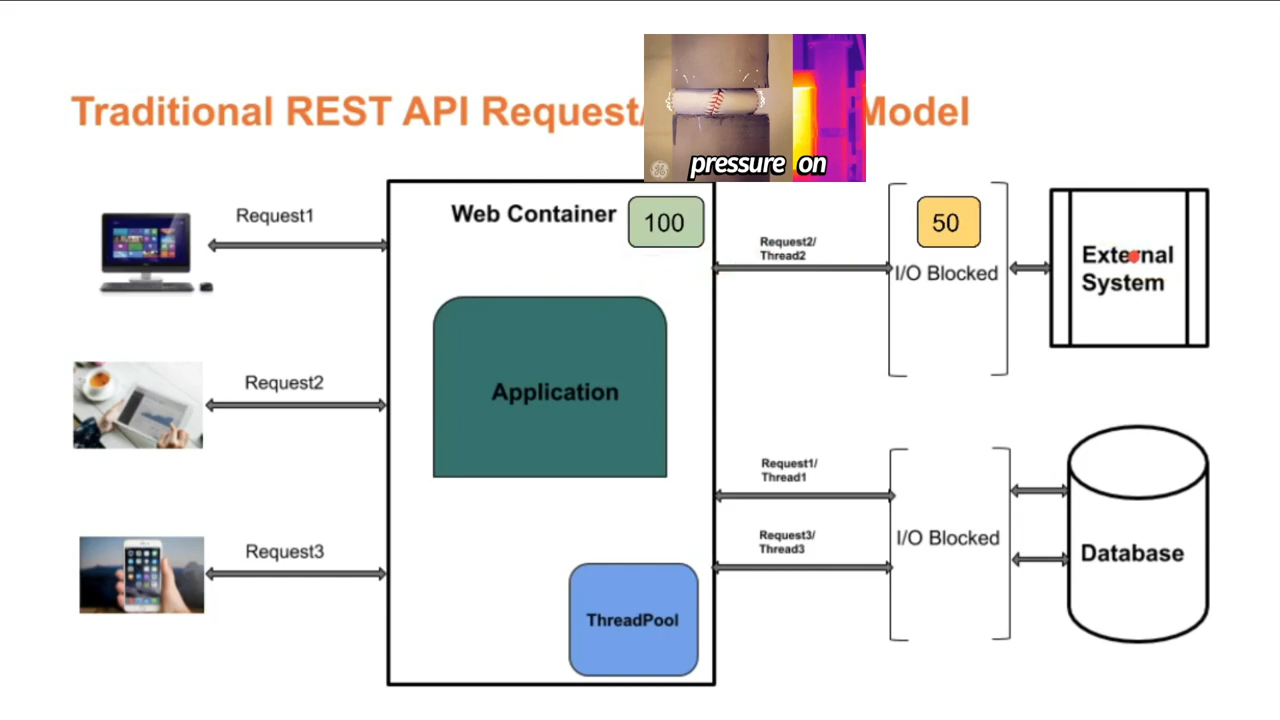 Traditional REST API Request/
Model
pressure on
Request1
Web Container
100
50
Request2/
Thread2
I/O Blocked
External
System
Request2
Application
Request1/
Thread1
Request3/
Thread3
I/O Blocked
Database
Request3
ThreadPool